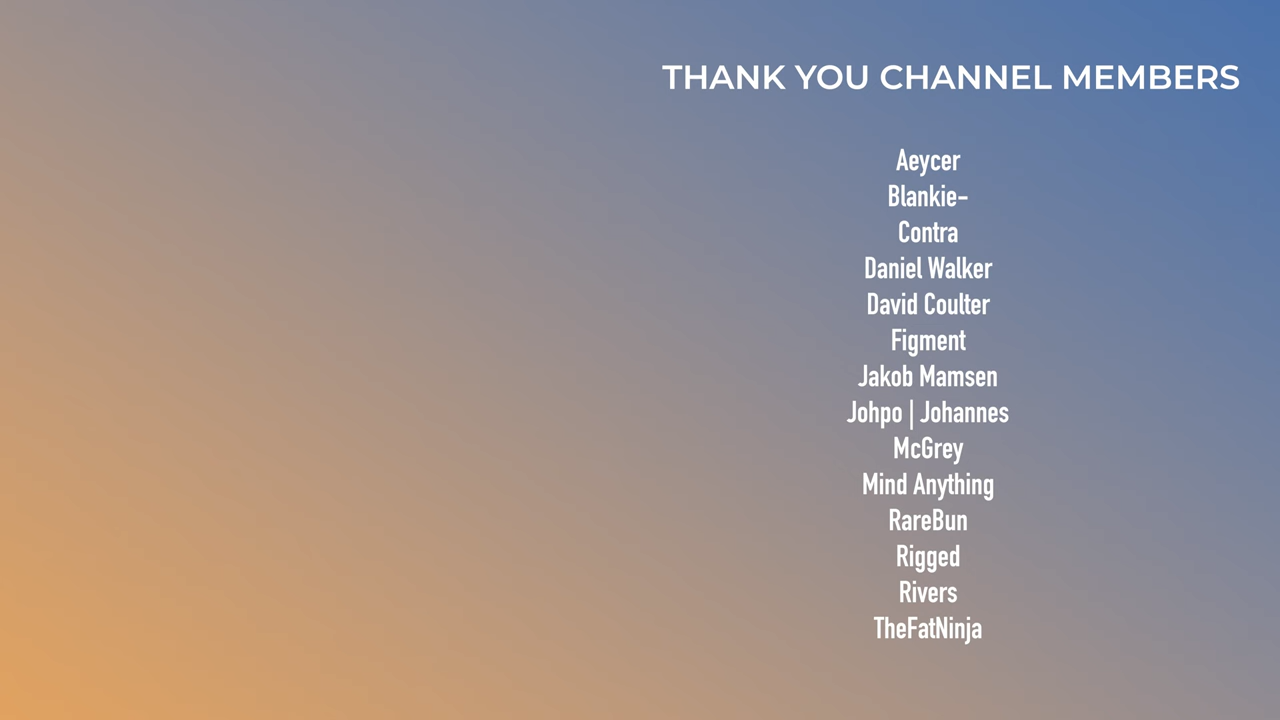 THANK YOU CHANNEL MEMBERS
Aeycer
Blankie-
Contra
Daniel Walker
David Coulter
Figment
Jakob Mamsen
Johpo | Johannes
McGrey
Mind Anything
RareBun
Rigged
Rivers
TheFatNinja